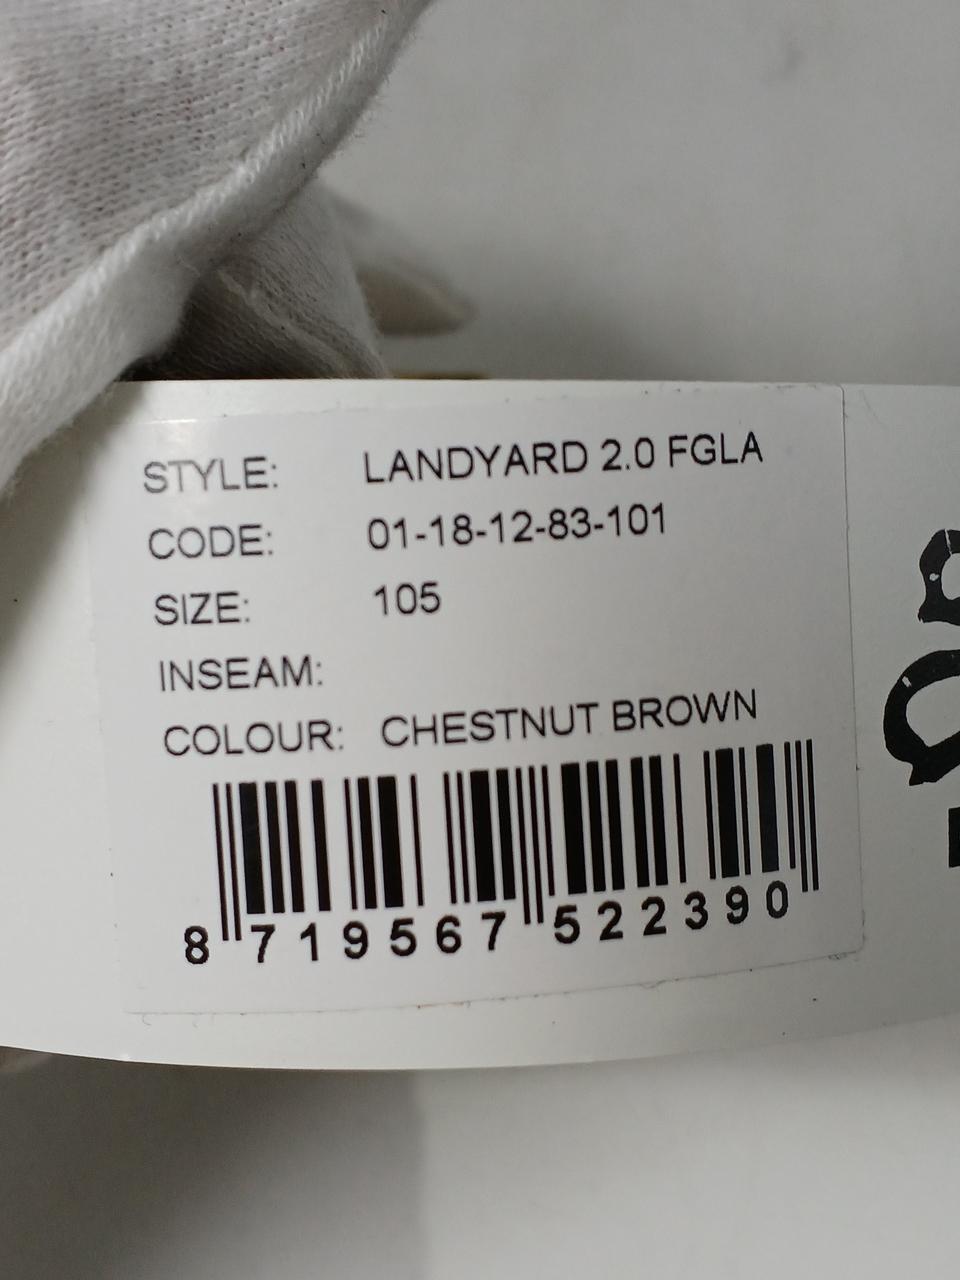 STYLE: LANDYARD 2.0 FGLA
CODE: 01-18-12-83-101
SIZE: 105
INSEAM:
COLOUR: CHESTNUT BROWN
8 719567 522390